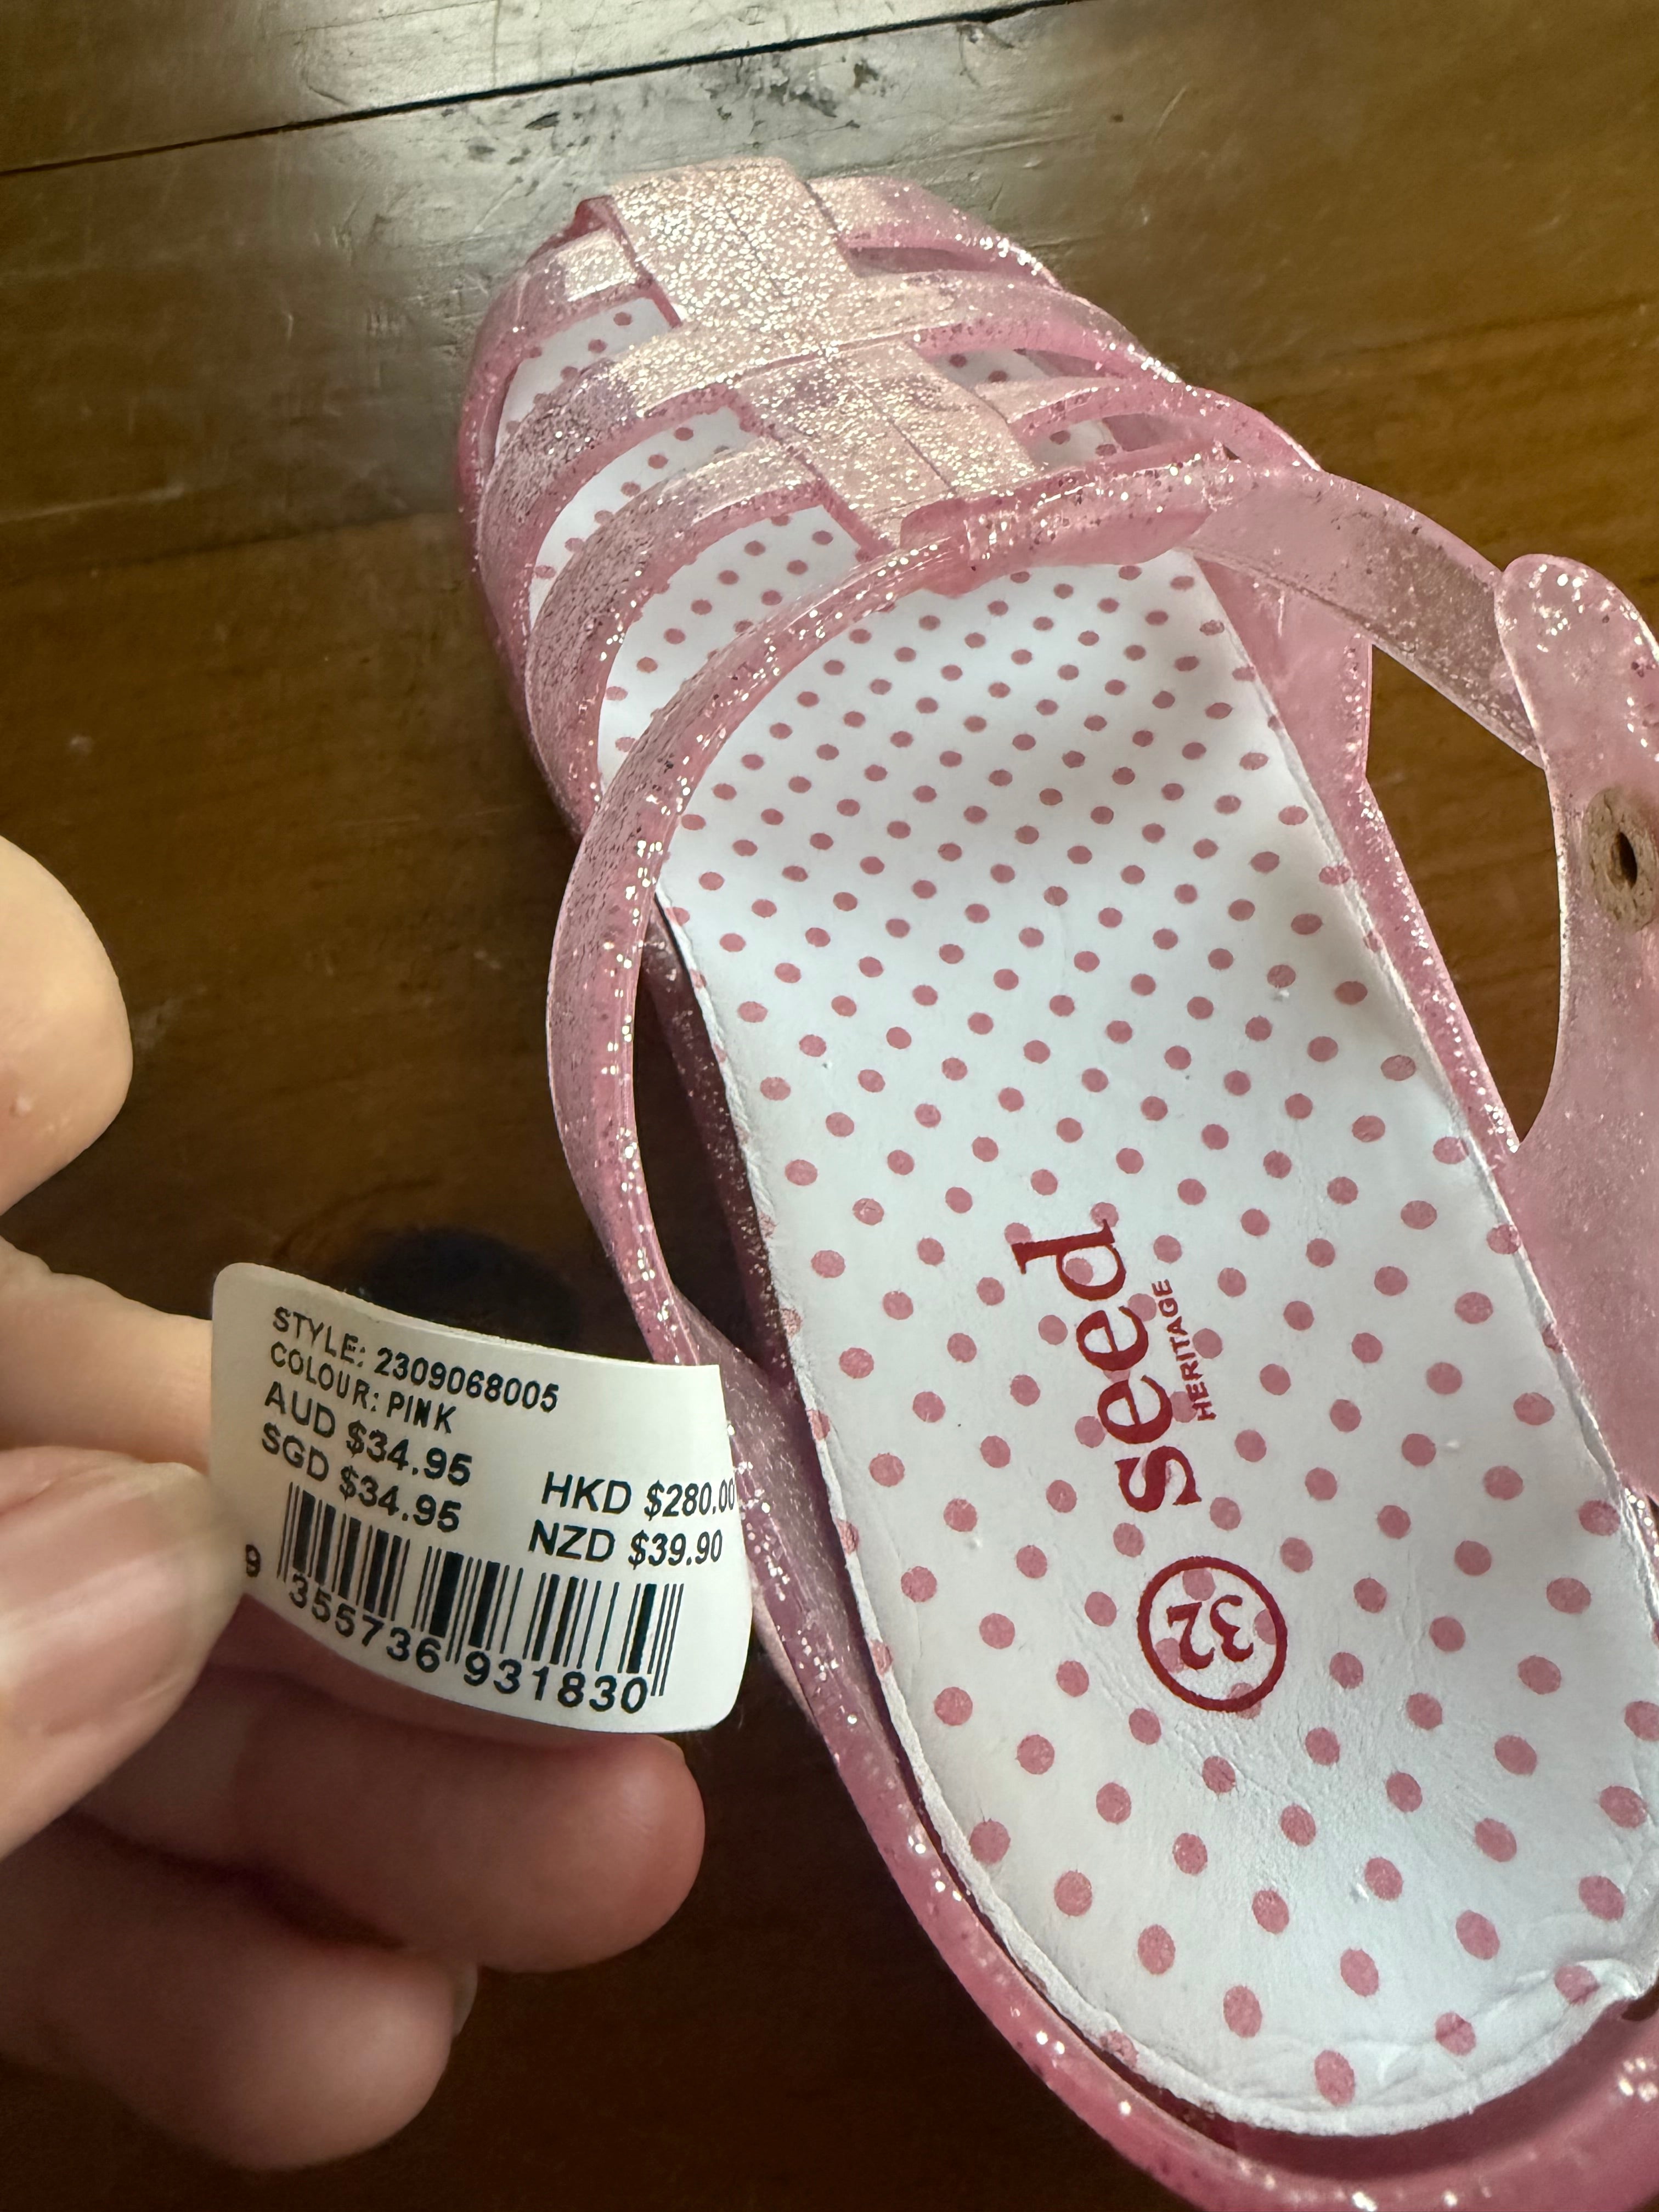 STYLE: 2309068005
COLOUR: PINK
AUD $34.95 HKD $280.00
SGD $34.95 NZD $39.90
9 355736 931830
seed
HERITAGE
32